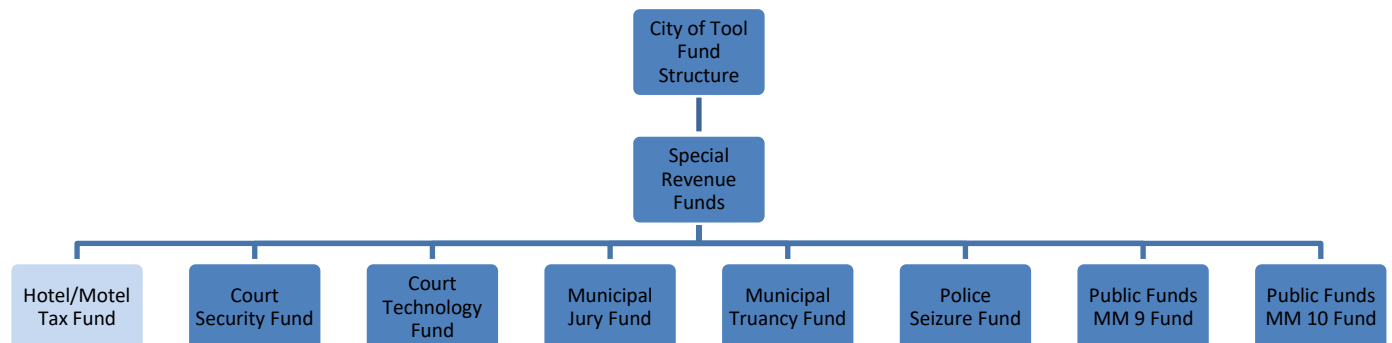 City of Tool
Fund
Structure
Special
Revenue
Funds
Hotel/Motel
Tax Fund
Court
Security Fund
Court
Technology
Fund
Municipal
Jury Fund
Municipal
Truancy Fund
Police
Seizure Fund
Public Funds
MM 9 Fund
Public Funds
MM 10 Fund